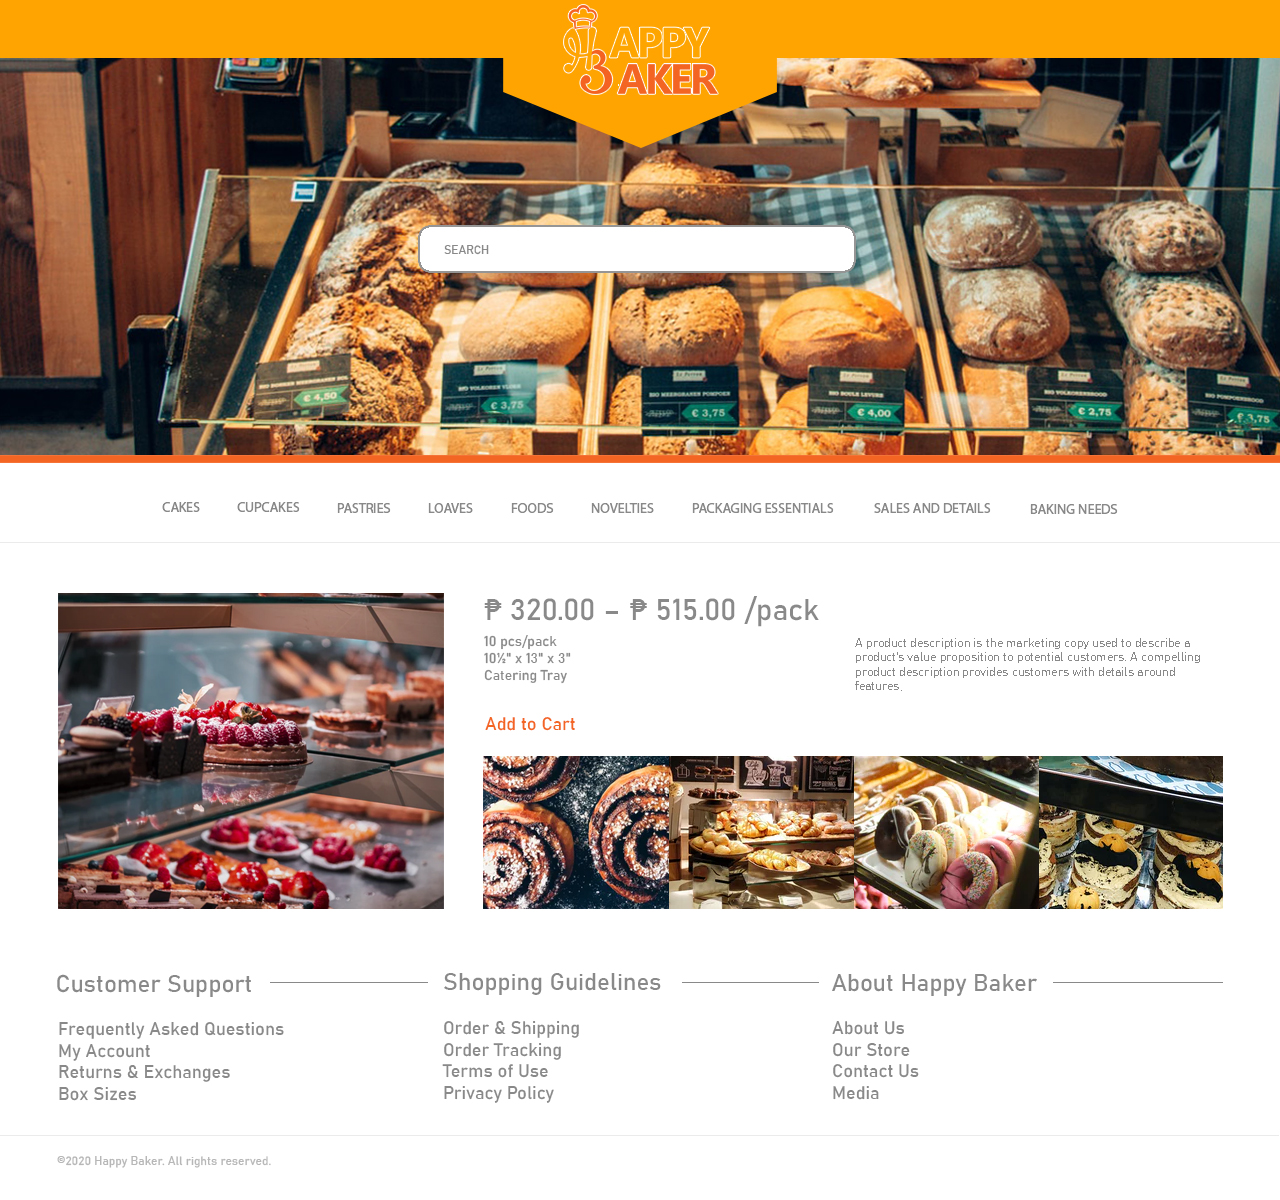 HAPPY
BAKER
SEARCH
€ 4,50
€ 3,75
BIO MEERGRANEN POMPOEN
€ 3,75
€ 4,00
€ 2,75
€ 3,75
CAKES CUPCAKES PASTRIES LOAVES FOODS NOVELTIES PACKAGING ESSENTIALS SALES AND DETAILS BAKING NEEDS
₱ 320.00 – ₱ 515.00 /pack
10 pcs/pack
10½" x 13" x 3"
Catering Tray
A product description is the marketing copy used to describe a
product's value proposition to potential customers. A compelling
product description provides customers with details around
features.
Add to Cart
Customer Support
Frequently Asked Questions
My Account
Returns & Exchanges
Box Sizes
Shopping Guidelines
Order & Shipping
Order Tracking
Terms of Use
Privacy Policy
About Happy Baker
About Us
Our Store
Contact Us
Media
©2020 Happy Baker. All rights reserved.